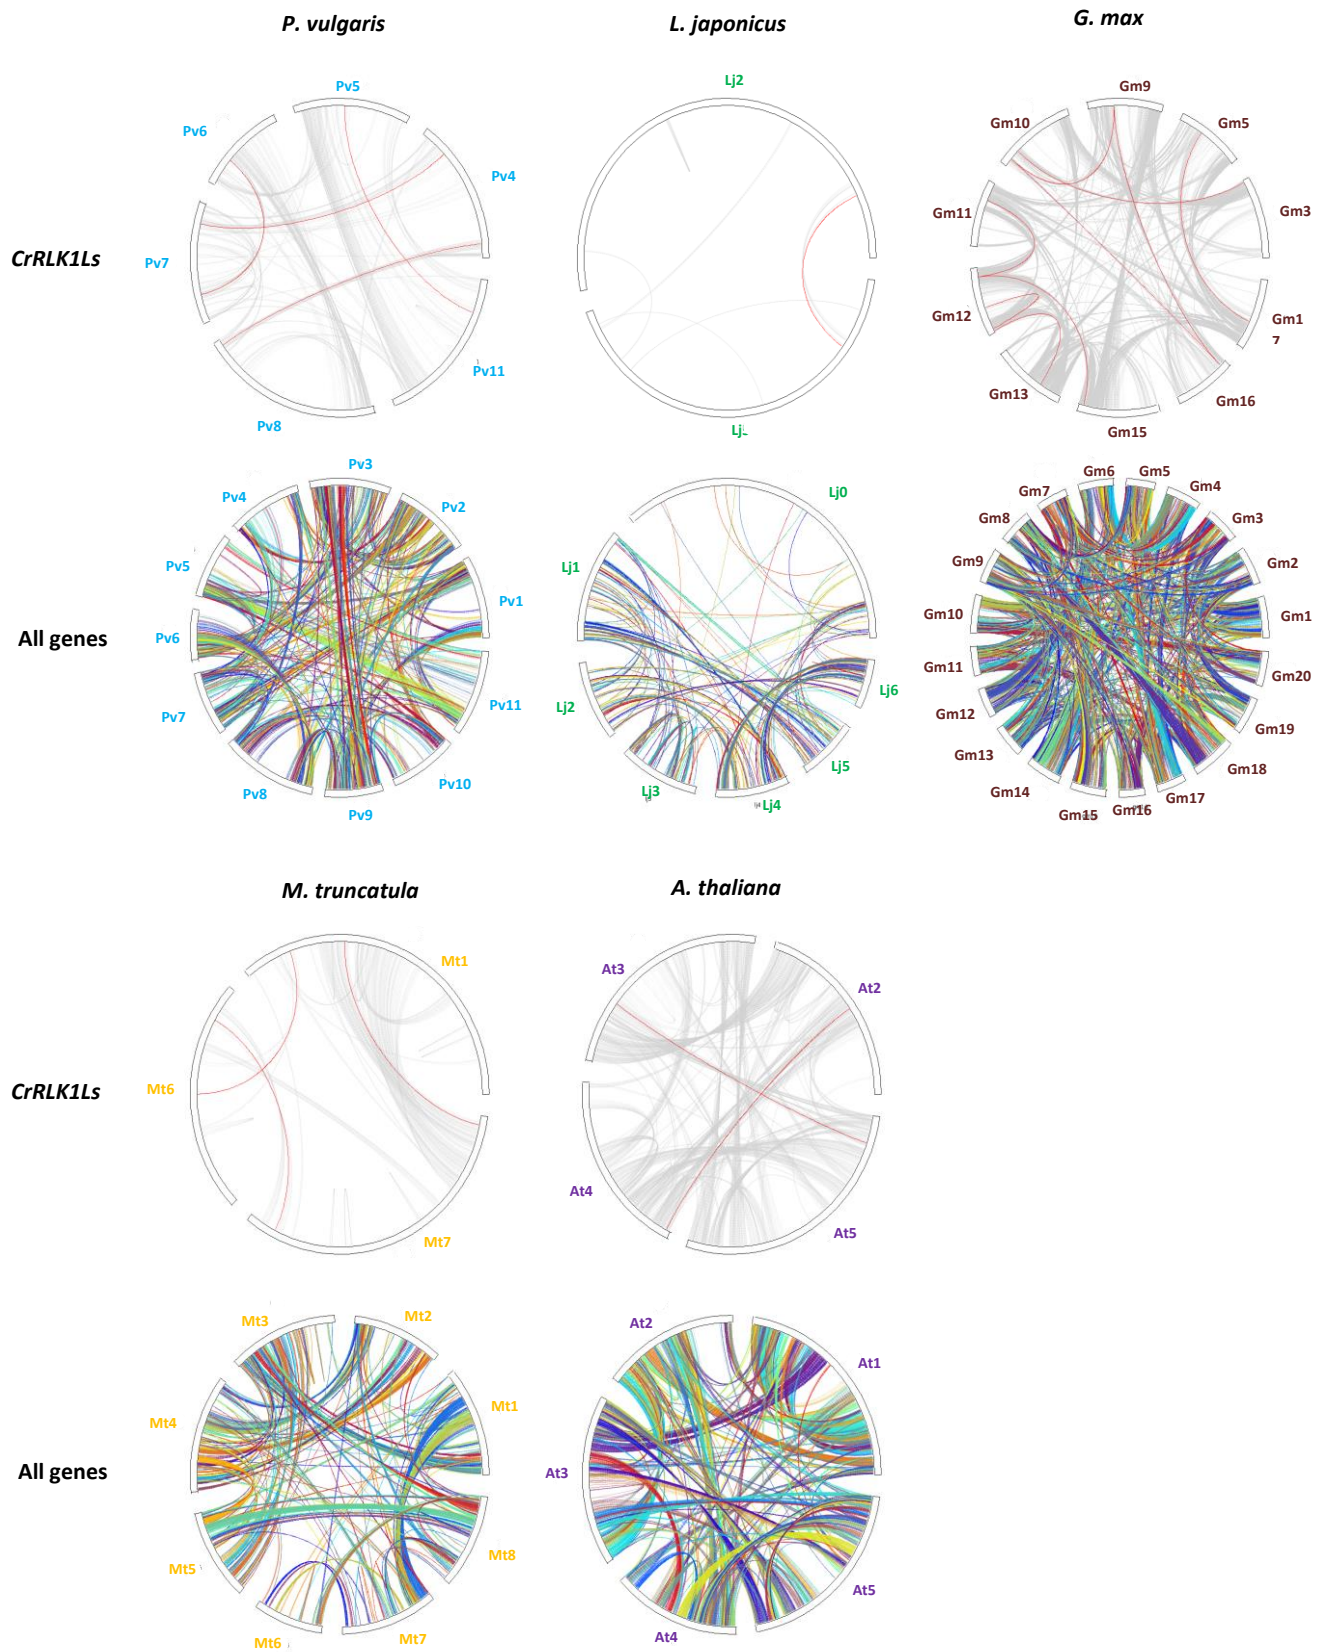 P. vulgaris
L. japonicus
G. max
CrRLK1Ls
Pv5
Pv6
Pv4
Pv7
Pv11
Pv8
Lj2
Gm9
Gm10
Gm5
Gm11
Gm3
Gm12
Gm1
7
Gm13
Gm16
Gm15
All genes
Pv3
Pv4
Pv2
Pv5
Pv1
Pv6
Pv7
Pv11
Pv8
Pv10
Pv9
Lj0
Lj1
Lj2
Lj6
Lj3
Lj5
Lj4
Gm6
Gm5
Gm7
Gm4
Gm8
Gm3
Gm9
Gm2
Gm10
Gm1
Gm11
Gm20
Gm12
Gm19
Gm13
Gm18
Gm14
Gm17
Gm15
Gm16
M. truncatula
A. thaliana
CrRLK1Ls
Mt1
Mt6
Mt7
At3
At2
At4
At5
All genes
Mt3
Mt2
Mt4
Mt1
Mt5
Mt8
Mt6
Mt7
At2
At1
At3
At5
At4